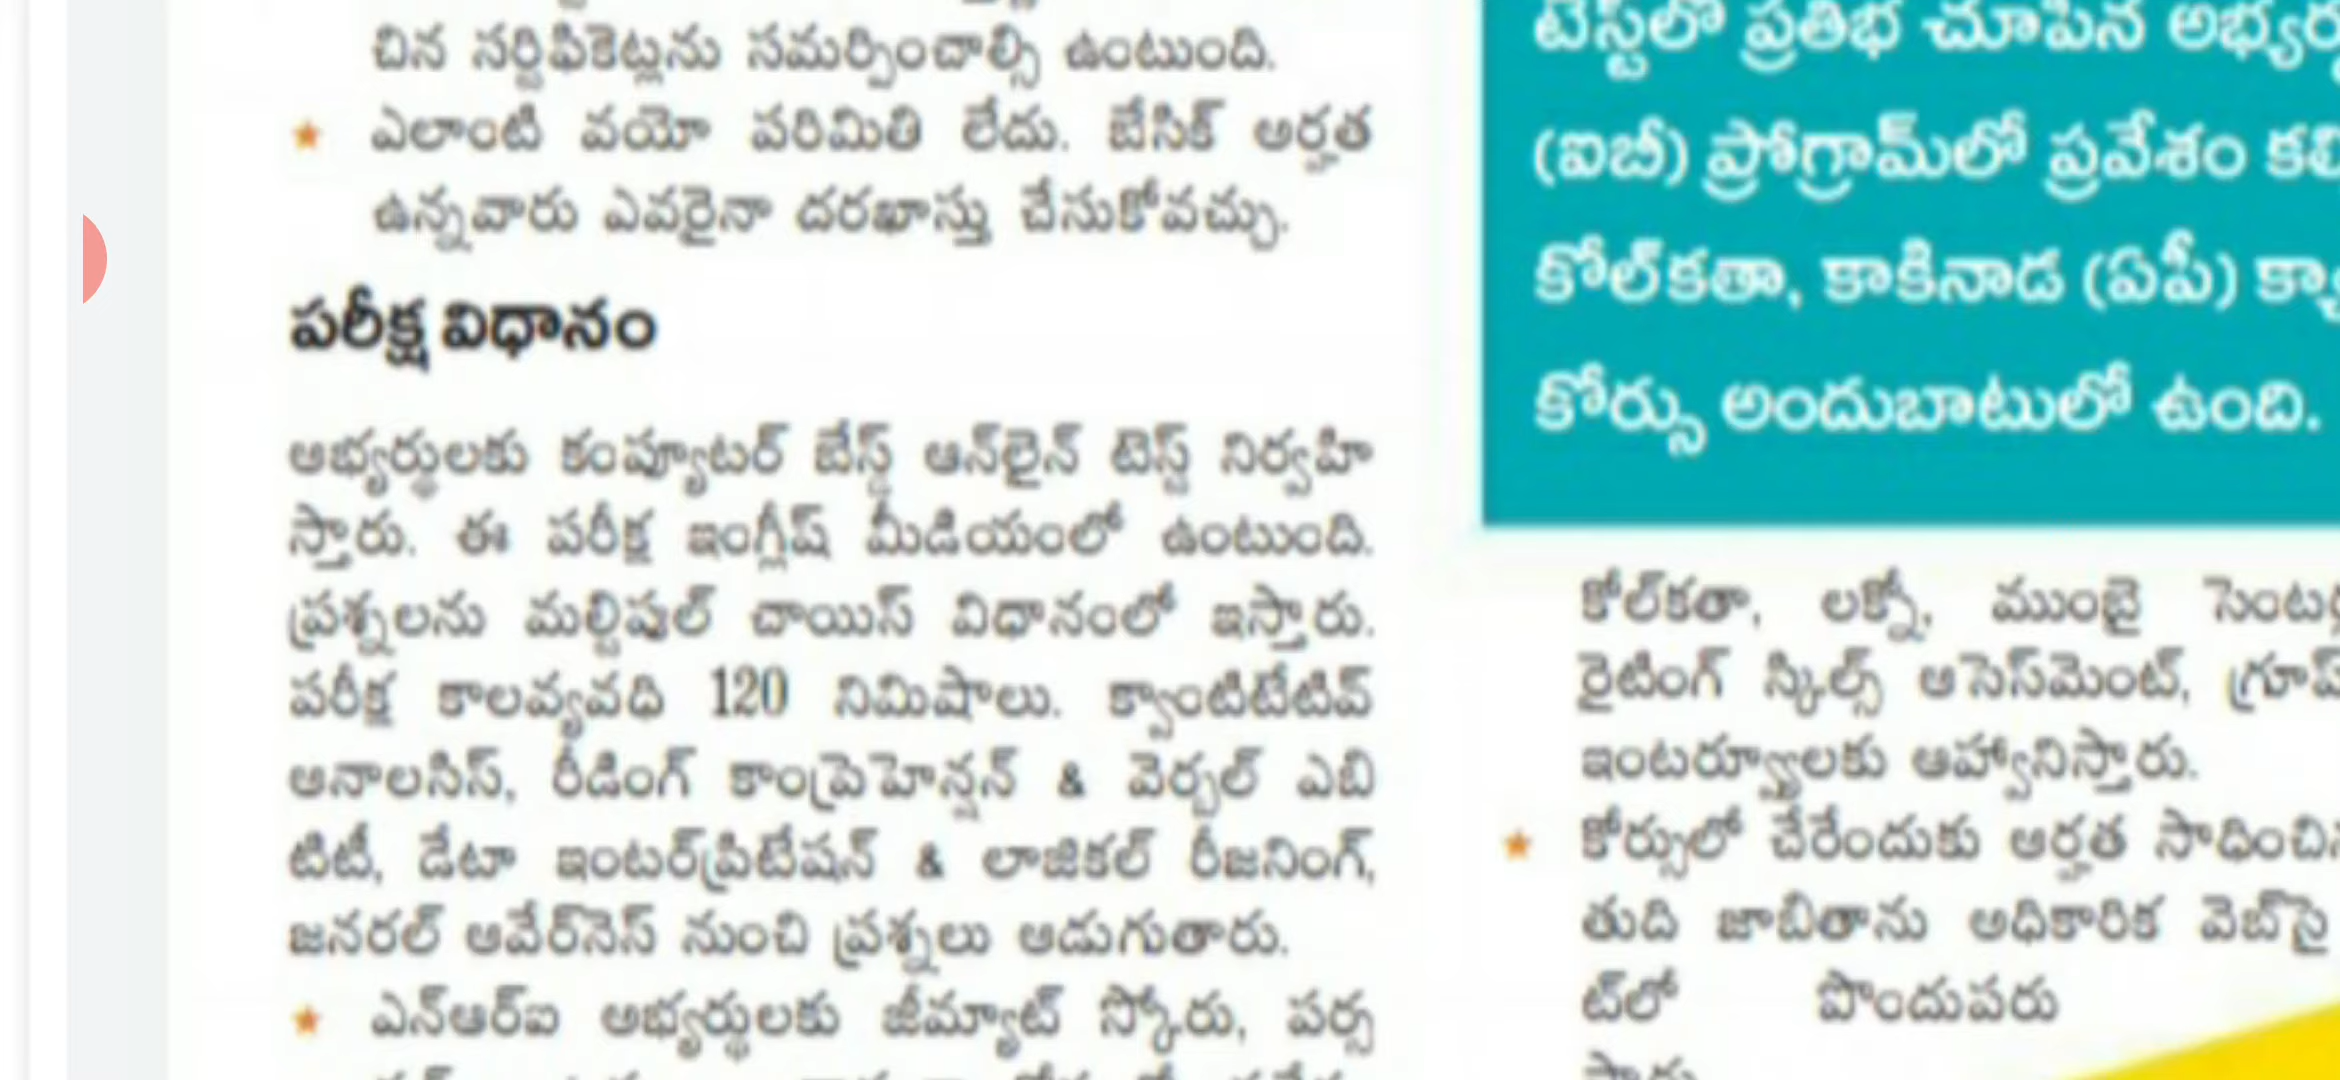 చిన సర్టిఫికెట్లను సమర్పించాల్సి ఉంటుంది.
★ ఎలాంటి వయో పరిమితి లేదు. బేసిక్ అర్హత
ఉన్నవారు ఎవరైనా దరఖాస్తు చేసుకోవచ్చు.
పరీక్ష విధానం
అభ్యర్థులకు కంప్యూటర్ బేస్డ్ ఆన్‌లైన్ టెస్ట్ నిర్వహి
స్తారు. ఈ పరీక్ష ఇంగ్లీష్ మీడియంలో ఉంటుంది.
ప్రశ్నలను మల్టిపుల్ చాయిస్ విధానంలో ఇస్తారు.
పరీక్ష కాలవ్యవధి 120 నిమిషాలు. క్వాంటిటేటివ్
అనాలసిస్, రీడింగ్ కాంప్రెహెన్షన్ & వెర్బల్ ఎబి
టిటీ, డేటా ఇంటర్‌ప్రిటేషన్ & లాజికల్ రీజనింగ్,
జనరల్ అవేర్‌నెస్ నుంచి ప్రశ్నలు అడుగుతారు.
★ ఎన్‌ఆర్‌ఐ అభ్యర్థులకు జీమ్యాట్ స్కోరు, పర్స
టెస్ట్‌లో ప్రతిభ చూపిన
(ఐబీ) ప్రోగ్రామ్‌లో ప్రవేశం
కోల్‌కతా, కాకినాడ (ఏపీ)
కోర్సు అందుబాటులో ఉంది.
కోల్‌కతా, లక్నో, ముంబై
రైటింగ్ స్కిల్స్ అసెస్‌మెంట్,
ఇంటర్వ్యూలకు ఆహ్వానిస్తారు.
★ కోర్సులో చేరేందుకు అర్హత
తుది జాబితాను అధికారిక వెబ్‌సై
ట్‌లో పొందుపరు